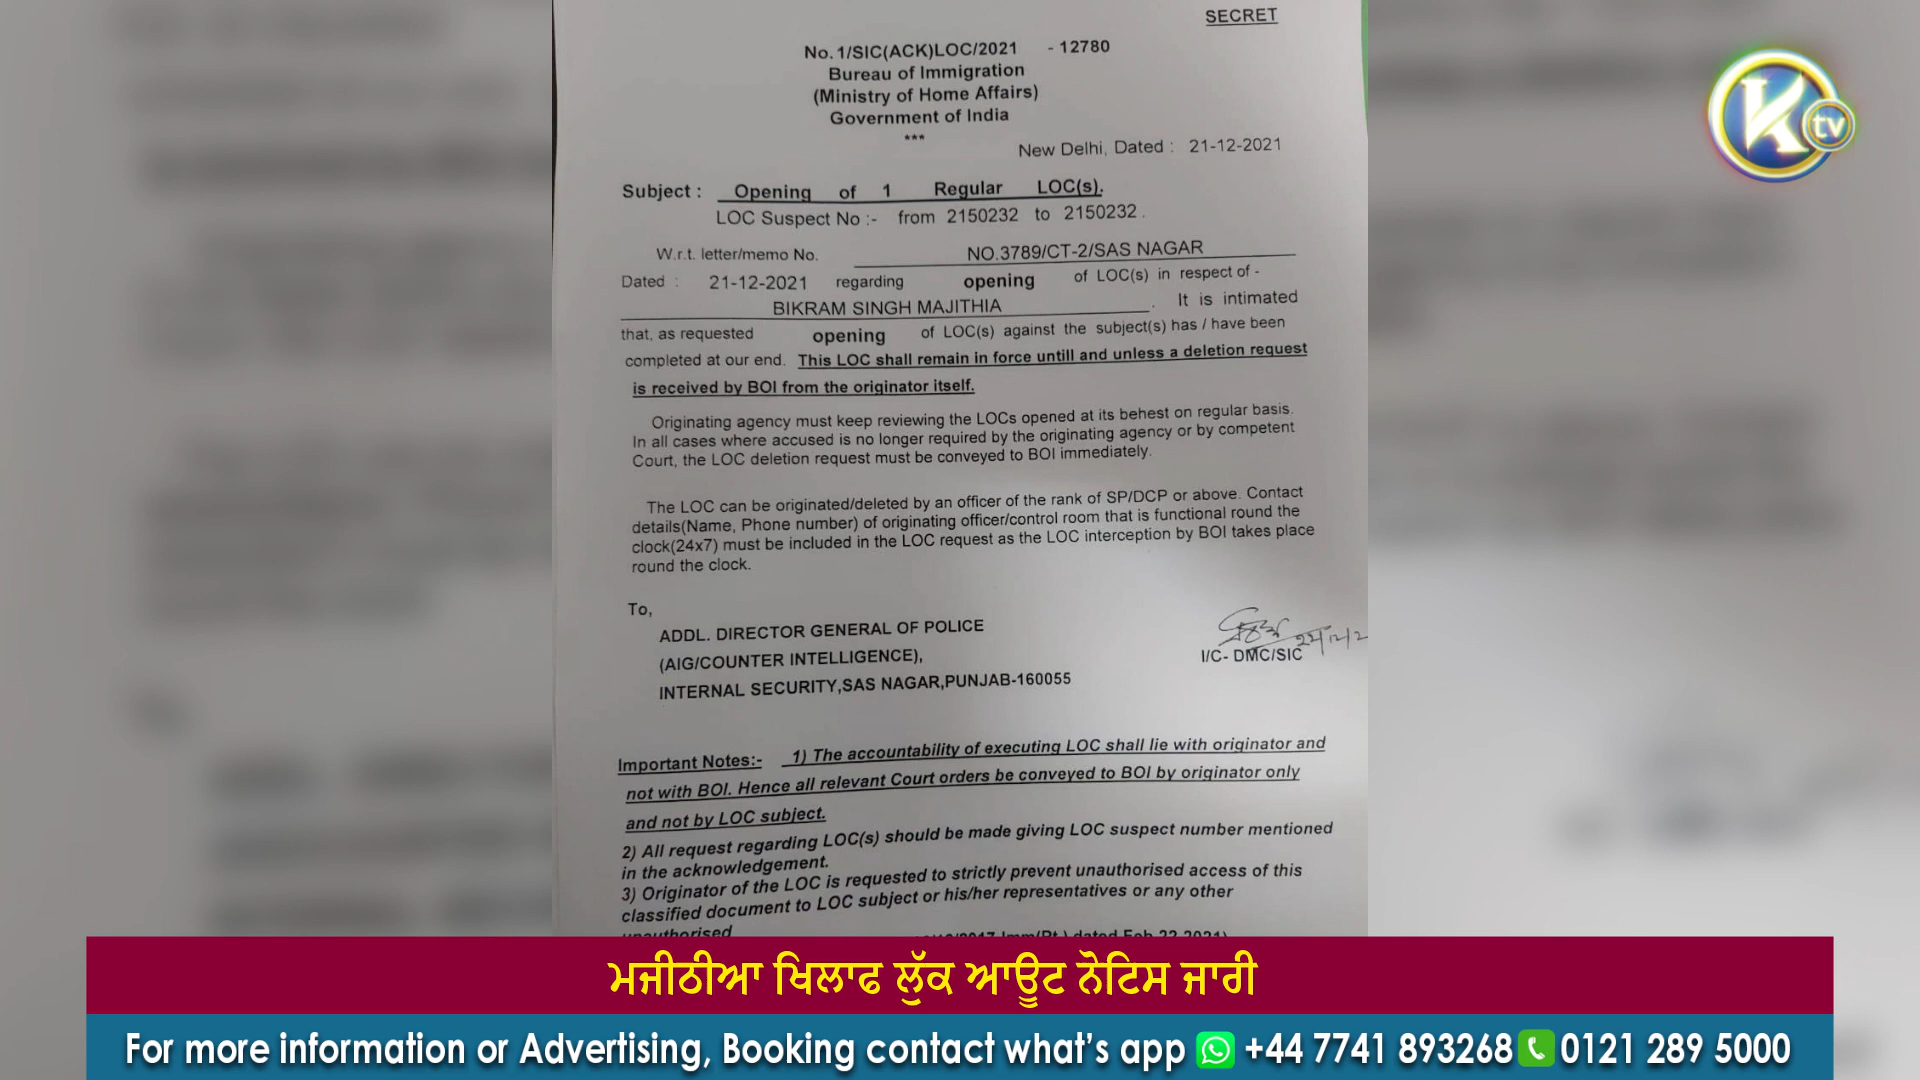 SECRET
No.1/SIC(ACK)LOC/2021 - 12780
Bureau of Immigration
(Ministry of Home Affairs)
Government of India
***
New Delhi, Dated : 21-12-2021
Subject : Opening of 1 Regular LOC(s).
LOC Suspect No :- from 2150232 to 2150232 .
W.r.t. letter/memo No. NO.3789/CT-2/SAS NAGAR
Dated : 21-12-2021 regarding opening of LOC(s) in respect of -
BIKRAM SINGH MAJITHIA . It is intimated
that, as requested opening of LOC(s) against the subject(s) has / have been
completed at our end. This LOC shall remain in force untill and unless a deletion request
is received by BOI from the originator itself.
Originating agency must keep reviewing the LOCs opened at its behest on regular basis.
In all cases where accused is no longer required by the originating agency or by competent
Court, the LOC deletion request must be conveyed to BOI immediately.
The LOC can be originated/deleted by an officer of the rank of SP/DCP or above. Contact
details(Name, Phone number) of originating officer/control room that is functional round the
clock(24x7) must be included in the LOC request as the LOC interception by BOI takes place
round the clock.
To,
ADDL. DIRECTOR GENERAL OF POLICE
(AIG/COUNTER INTELLIGENCE),
INTERNAL SECURITY,SAS NAGAR,PUNJAB-160055
I/C- DMC/SIC
Important Notes:- 1) The accountability of executing LOC shall lie with originator and
not with BOI. Hence all relevant Court orders be conveyed to BOI by originator only
and not by LOC subject.
2) All request regarding LOC(s) should be made giving LOC suspect number mentioned
in the acknowledgement.
3) Originator of the LOC is requested to strictly prevent unauthorised access of this
classified document to LOC subject or his/her representatives or any other
unauthorised
K tv
ਮਜੀਠੀਆ ਖਿਲਾਫ ਲੁੱਕ ਆਊਟ ਨੋਟਿਸ ਜਾਰੀ
For more information or Advertising, Booking contact what's app +44 7741 893268 0121 289 5000